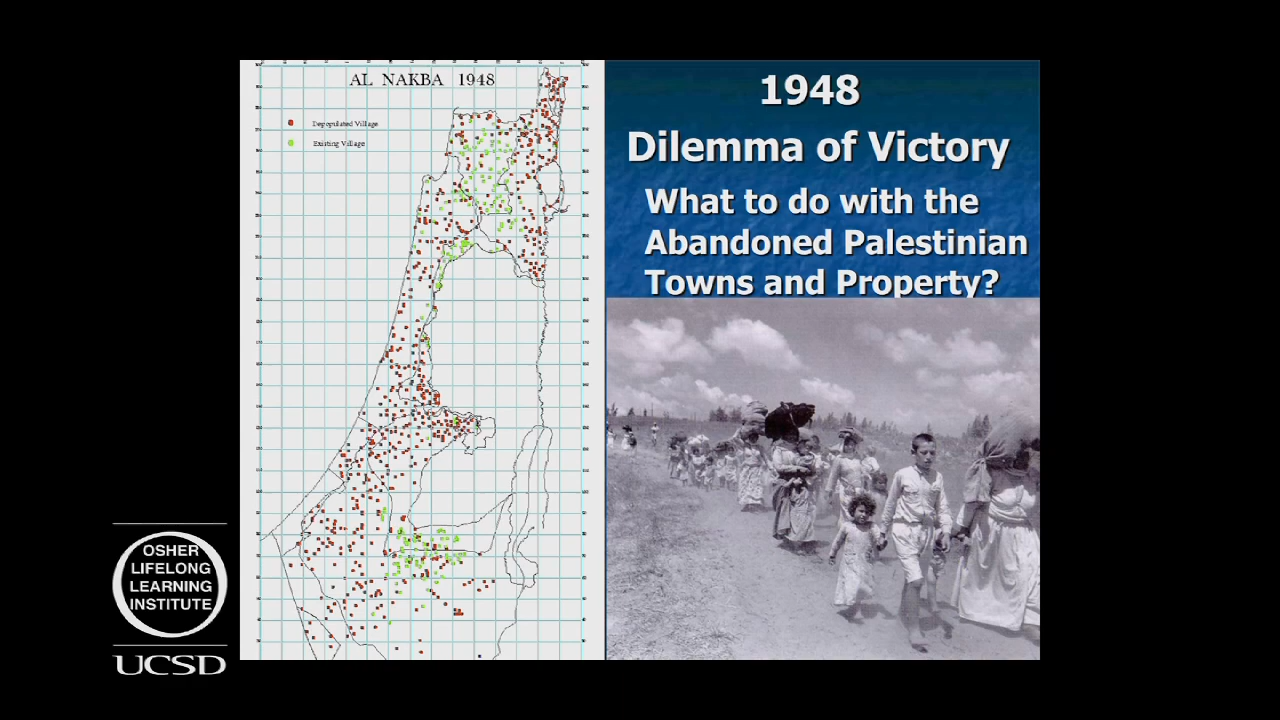 AL NAKBA 1948
Depopulated Village
Existing Village
1948
Dilemma of Victory
What to do with the
Abandoned Palestinian
Towns and Property?
OSHER
LIFELONG
LEARNING
INSTITUTE
UCSD